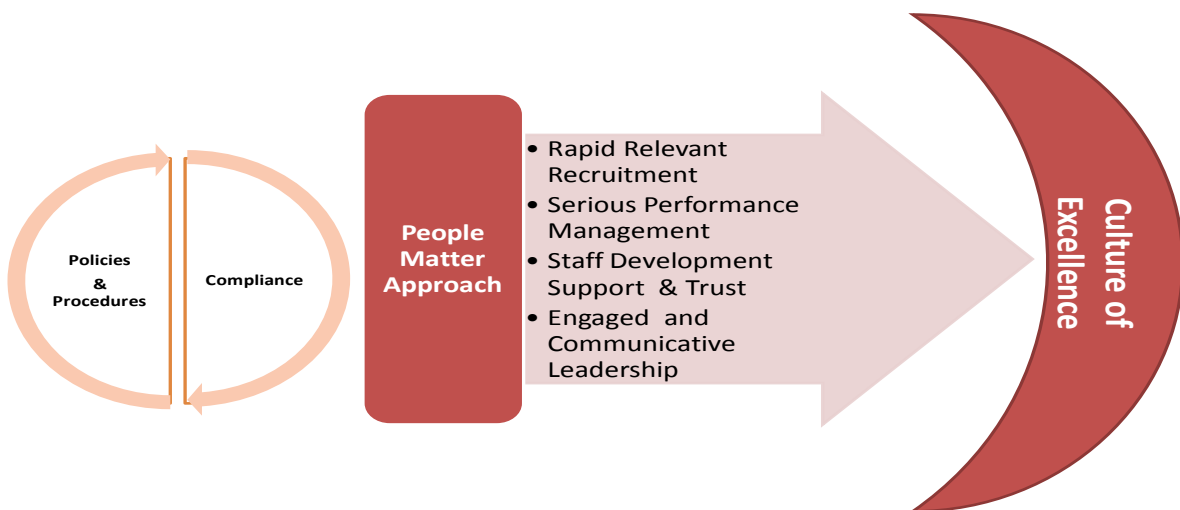 Policies
&
Procedures
Compliance
People
Matter
Approach
• Rapid Relevant
Recruitment
• Serious Performance
Management
• Staff Development
Support & Trust
• Engaged and
Communicative
Leadership
Culture of
Excellence